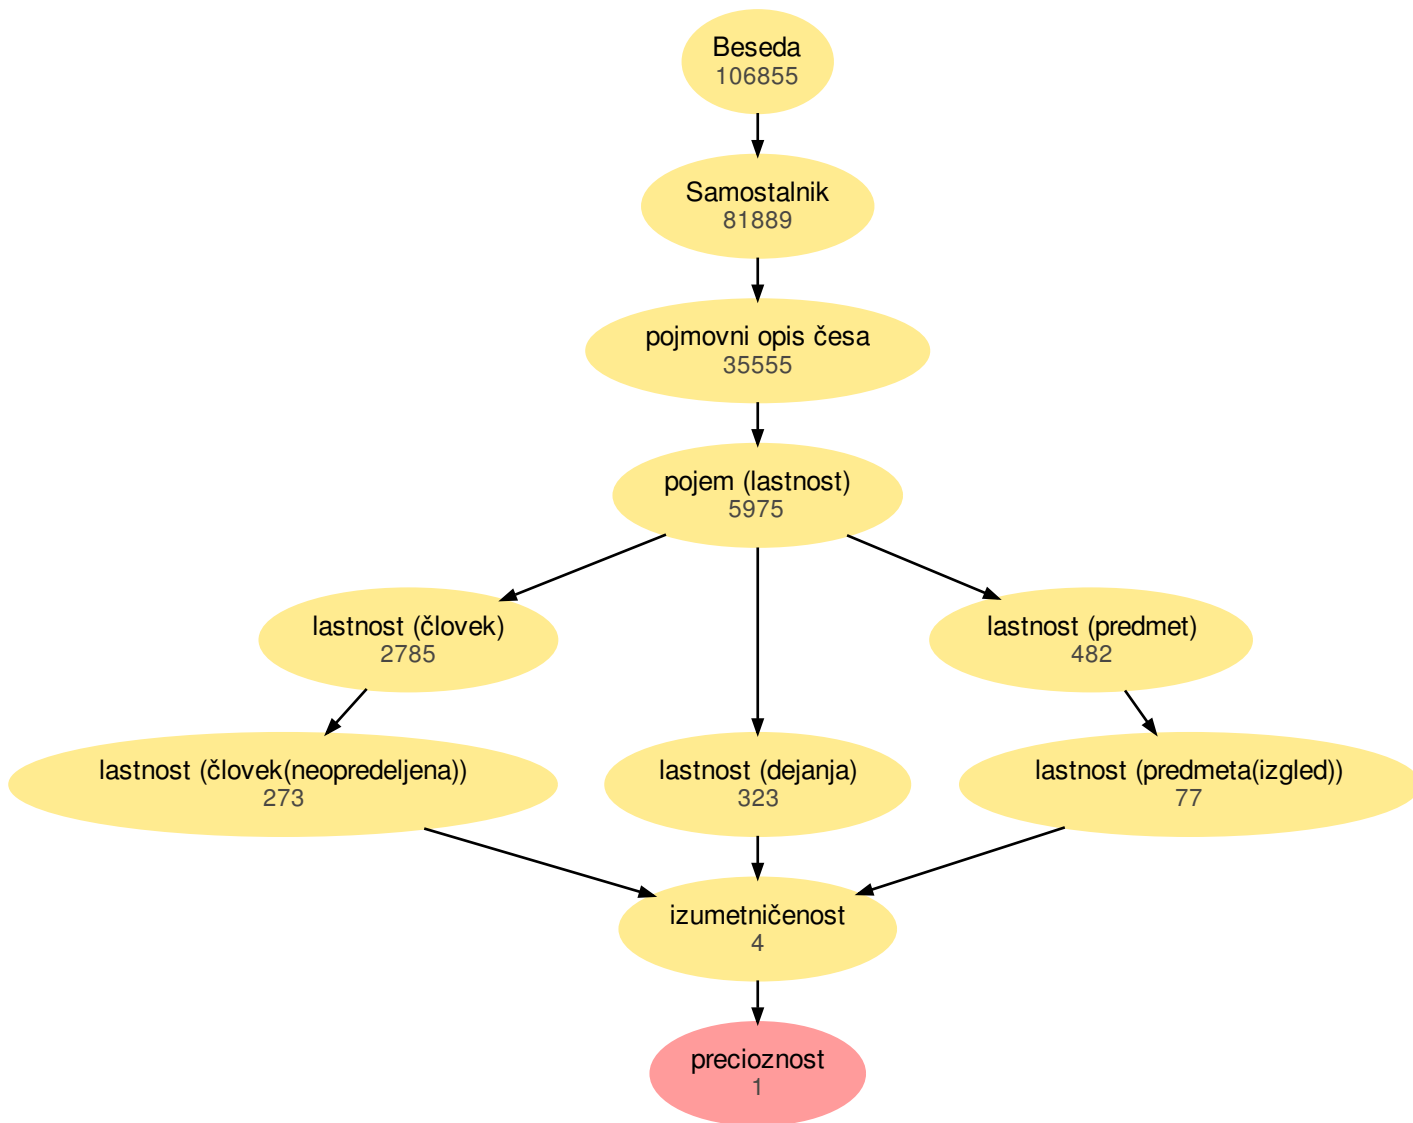 Beseda
106855
Samostalnik
81889
pojmovni opis česa
35555
pojem (lastnost)
5975
lastnost (človek)
2785
lastnost (predmet)
482
lastnost (človek(neopredeljena))
273
lastnost (dejanja)
323
lastnost (predmeta(izgled))
77
izumetničenost
4
precioznost
1